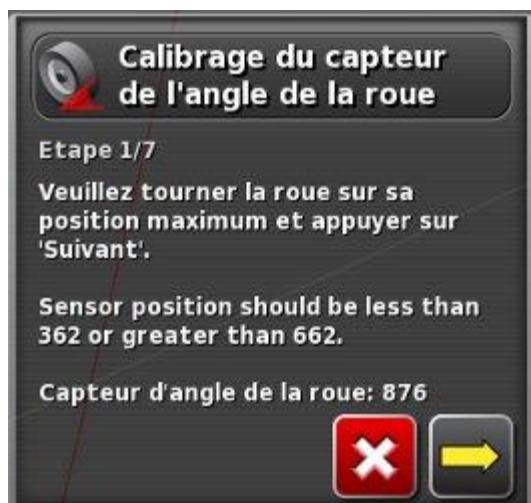 Calibrage du capteur
de l'angle de la roue
Etape 1/7
Veuillez tourner la roue sur sa
position maximum et appuyer sur
'Suivant'.
Sensor position should be less than
362 or greater than 662.
Capteur d'angle de la roue: 876